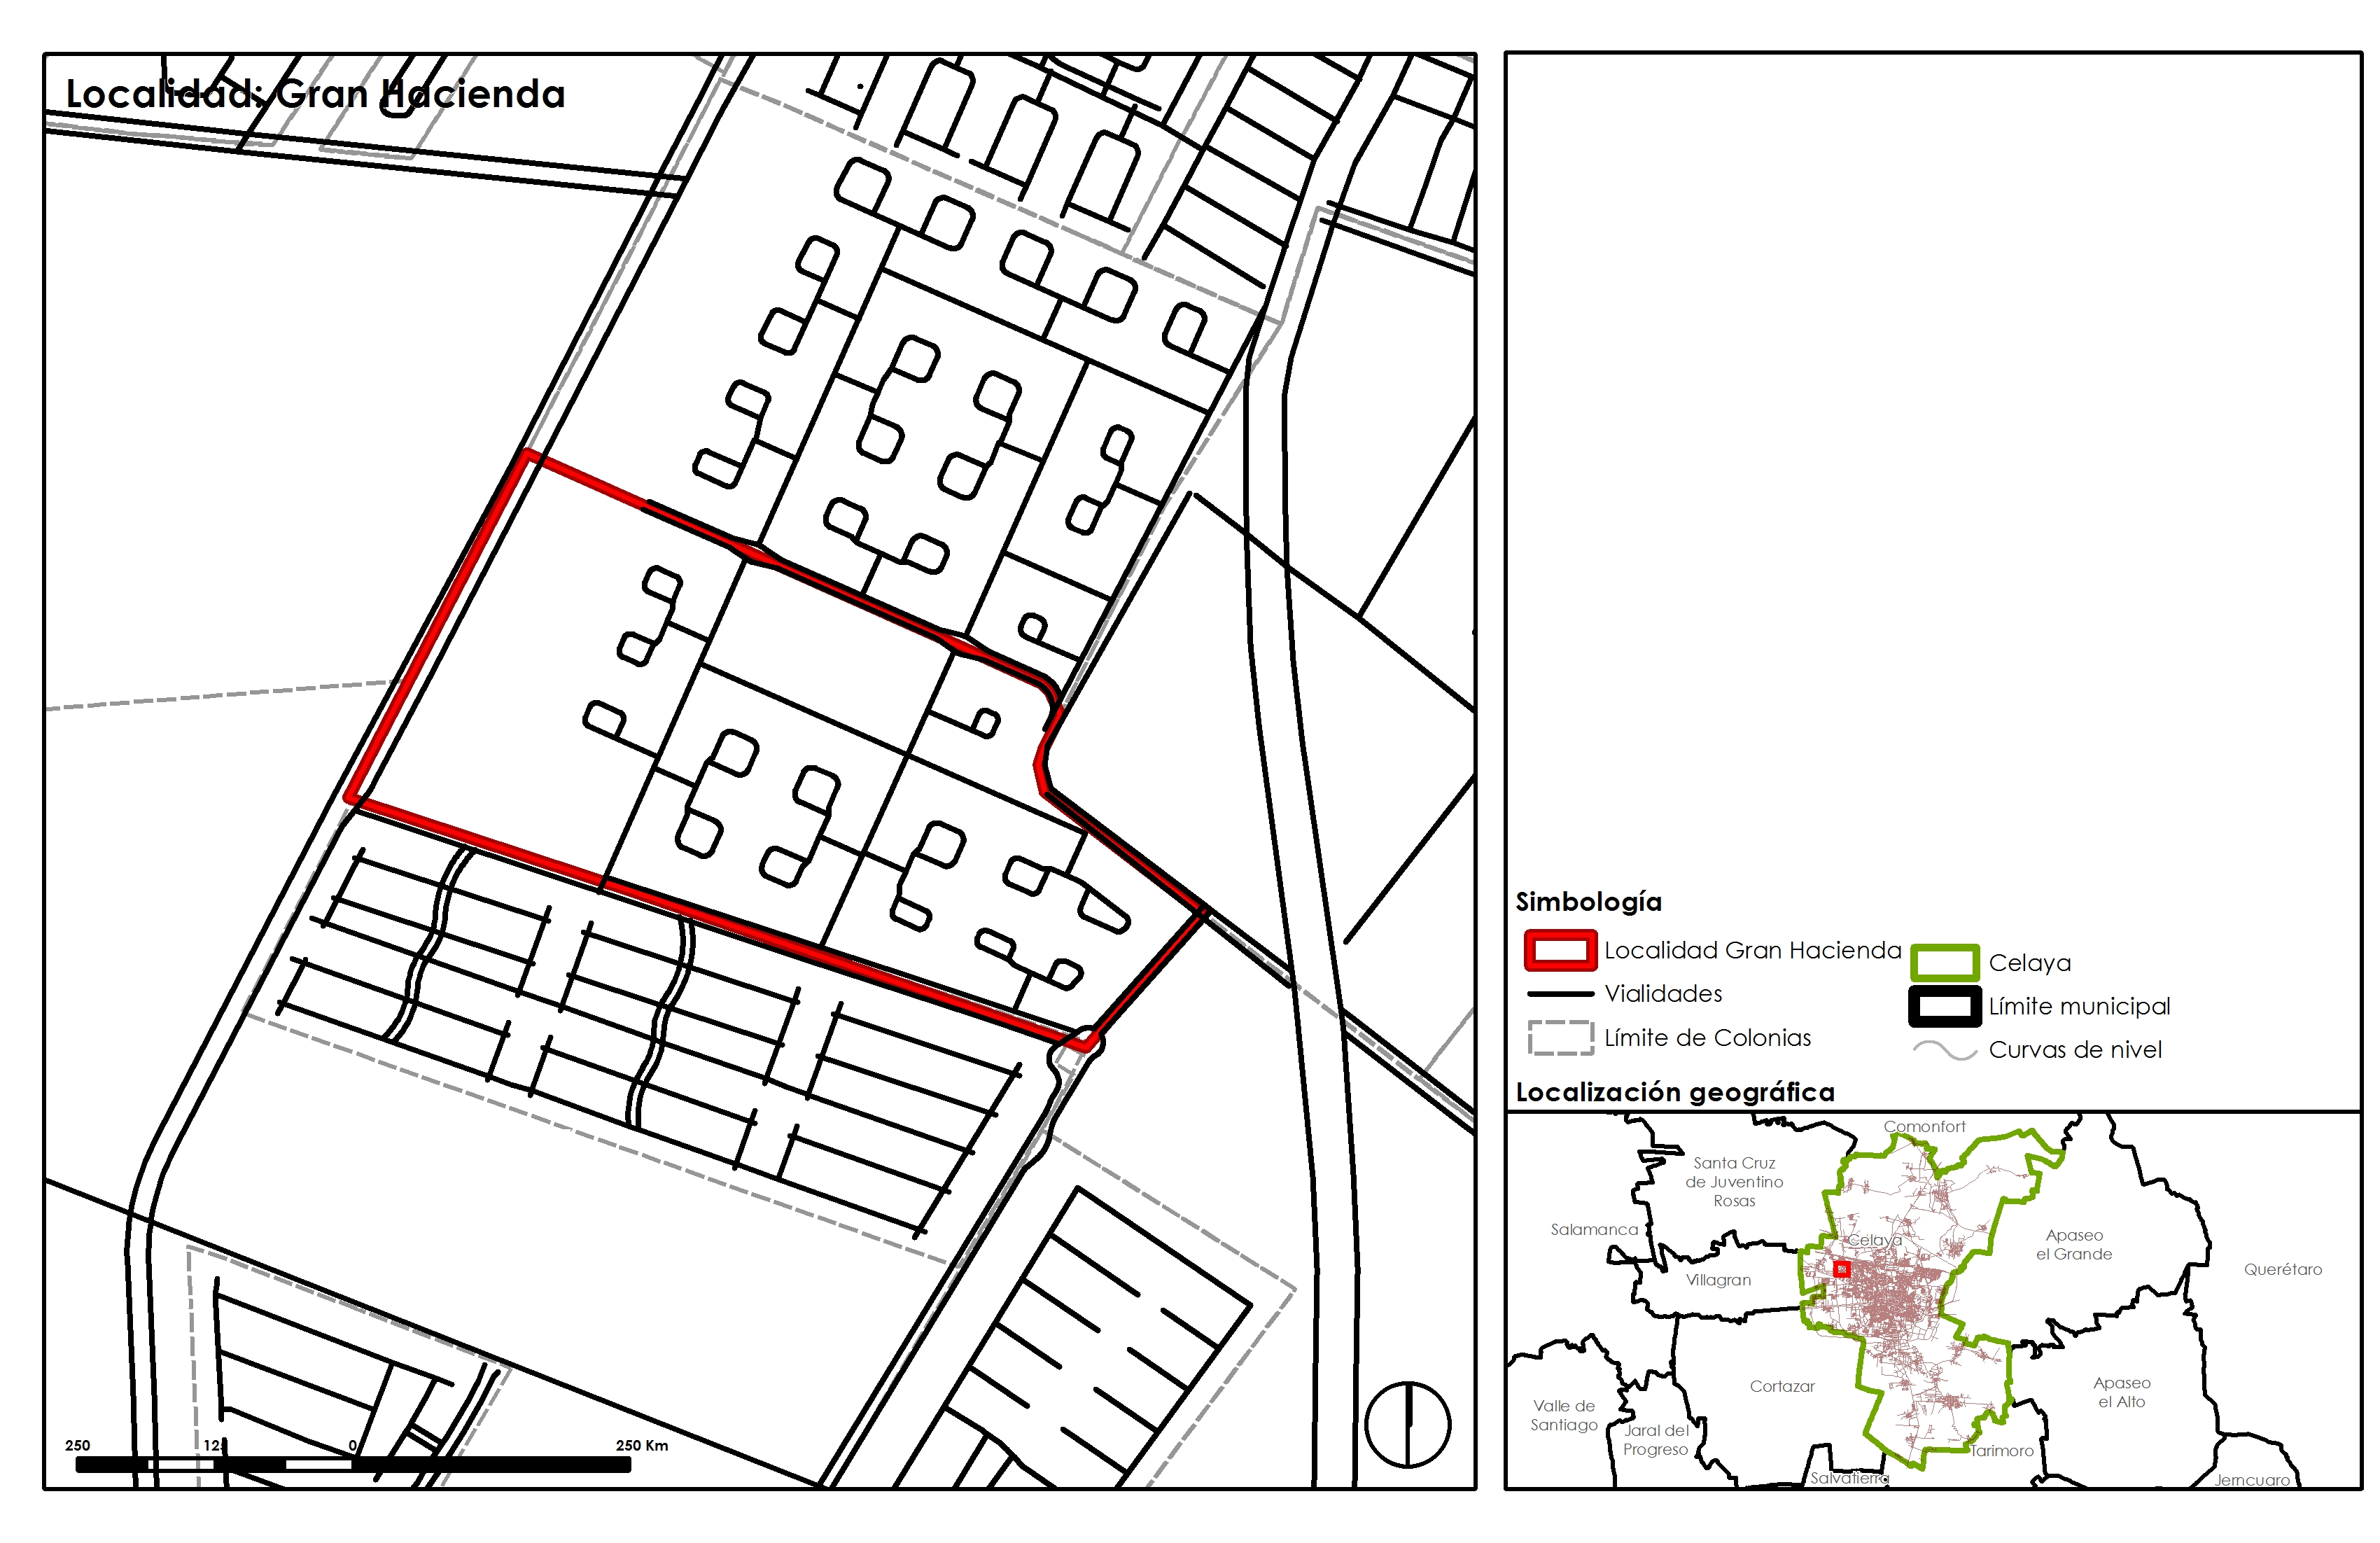 Localidad: Gran Hacienda
250
0
250 Km
Simbología
Localidad Gran Hacienda
Vialidades
Límite de Colonias
Celaya
Límite municipal
Curvas de nivel
Localización geográfica
Comonfort
Santa Cruz
de Juventino
Rosas
Salamanca
Celaya
Apaseo
el Grande
Villagran
Querétaro
Cortazar
Apaseo
el Alto
Valle de
Santiago
Jaral del
Progreso
Tarimoro
Salvatierra
Jerncuaro